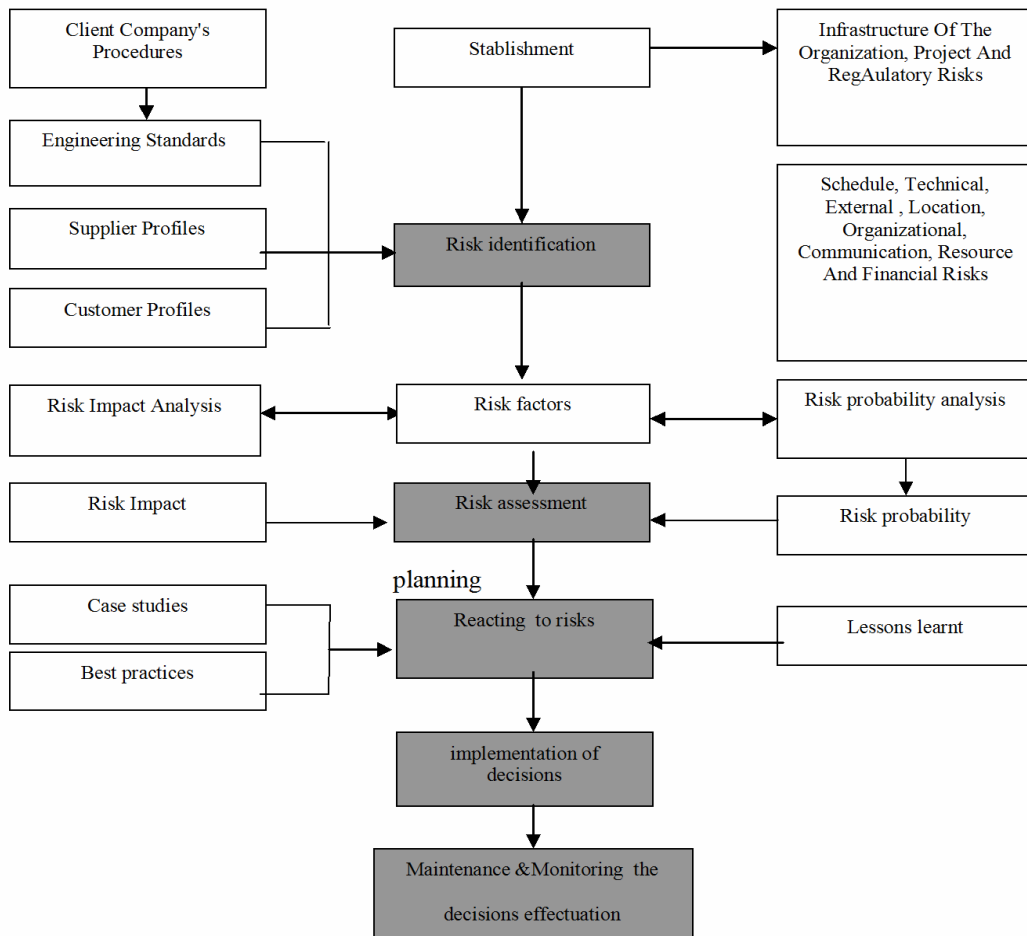 Client Company's
Procedures
Stablishment
Infrastructure Of The
Organization, Project And
RegAulatory Risks
Engineering Standards
Schedule, Technical,
External , Location,
Organizational,
Communication, Resource
And Financial Risks
Supplier Profiles
Risk identification
Customer Profiles
Risk Impact Analysis
Risk factors
Risk probability analysis
Risk Impact
Risk assessment
Risk probability
planning
Case studies
Reacting to risks
Lessons learnt
Best practices
implementation of
decisions
Maintenance &Monitoring the
decisions effectuation